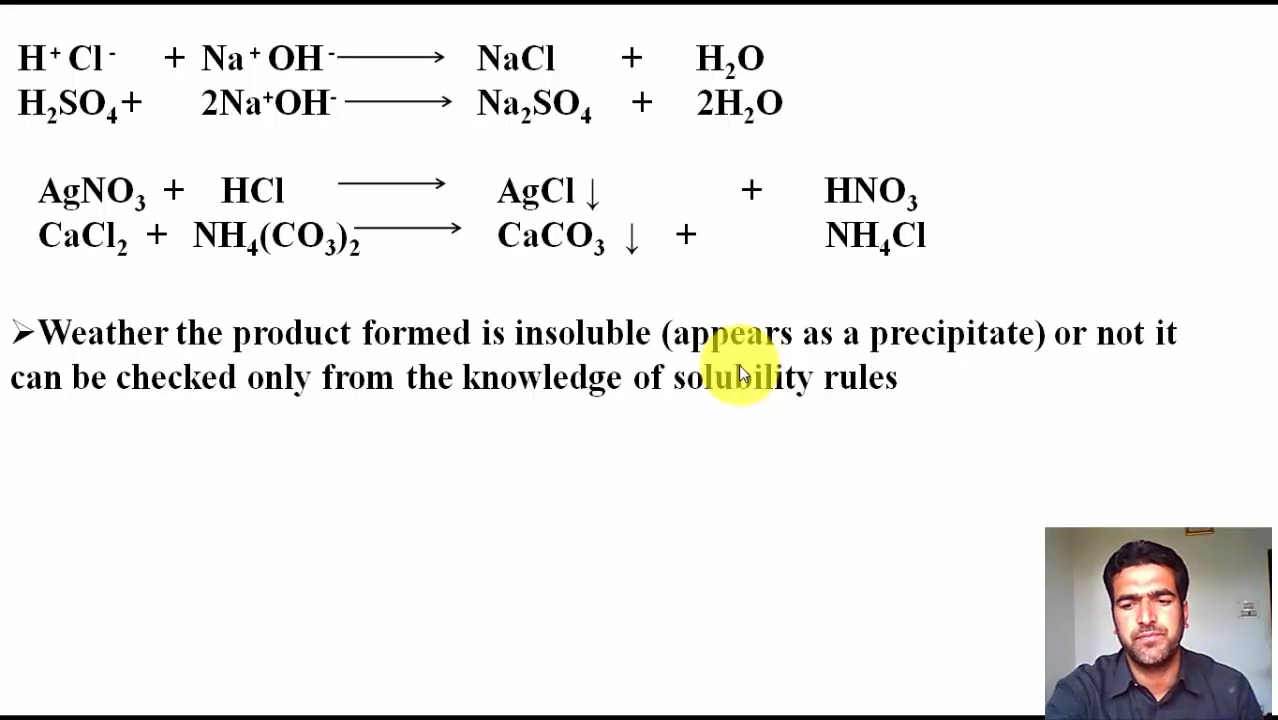 H⁺ Cl⁻ + Na⁺ OH⁻ ⟶ NaCl + H₂O
H₂SO₄ + 2Na⁺OH⁻ ⟶ Na₂SO₄ + 2H₂O
AgNO₃ + HCl ⟶ AgCl ↓ + HNO₃
CaCl₂ + NH₄(CO₃)₂ ⟶ CaCO₃ ↓ + NH₄Cl
➢Weather the product formed is insoluble (appears as a precipitate) or not it
can be checked only from the knowledge of solubility rules